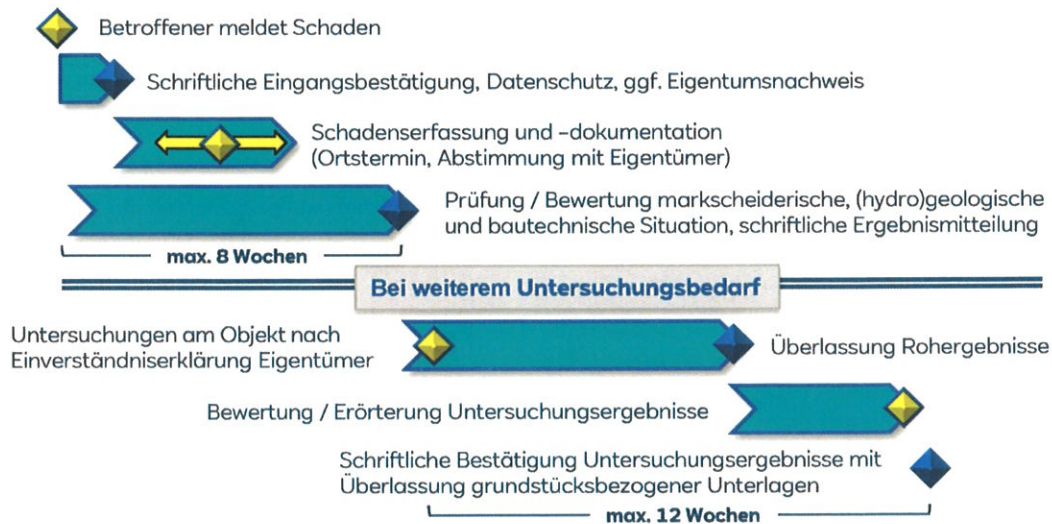 Betroffener meldet Schaden
Schriftliche Eingangsbestätigung, Datenschutz, ggf. Eigentumsnachweis
Schadenserfassung und –dokumentation
(Ortstermin, Abstimmung mit Eigentümer)
Prüfung / Bewertung markscheiderische, (hydro)geologische
und bautechnische Situation, schriftliche Ergebnismitteilung
max. 8 Wochen
Bei weiterem Untersuchungsbedarf
Untersuchungen am Objekt nach
Einverständniserklärung Eigentümer
Überlassung Rohergebnisse
Bewertung / Erörterung Untersuchungsergebnisse
Schriftliche Bestätigung Untersuchungsergebnisse mit
Überlassung grundstücksbezogener Unterlagen
max. 12 Wochen